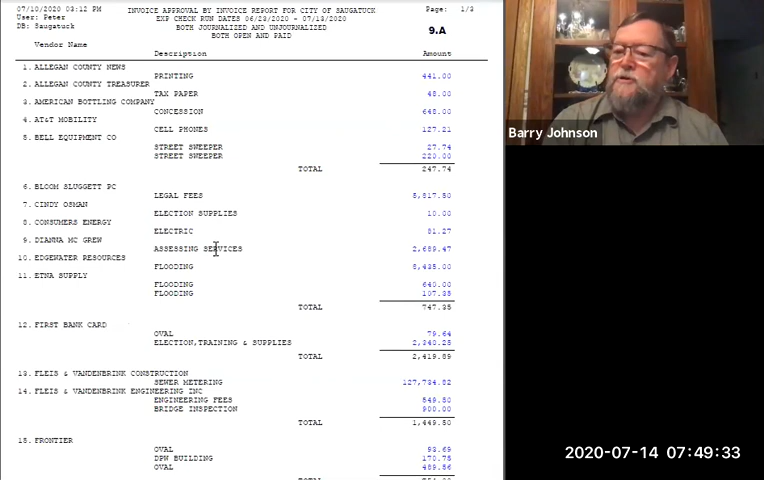 07/10/2020 03:12 PM INVOICE APPROVAL BY INVOICE REPORT FOR CITY OF SAUGATUCK Page: 1/3
User: Peter EXP CHECK RUN DATES 06/23/2020 - 07/13/2020
DB: Saugatuck BOTH JOURNALIZED AND UNJOURNALIZED
BOTH OPEN AND PAID
9.A
Vendor Name
Description Amount
1. ALLEGAN COUNTY NEWS
PRINTING 441.00
2. ALLEGAN COUNTY TREASURER
TAX PAPER 48.00
3. AMERICAN BOTTLING COMPANY
CONCESSION 648.00
4. AT&T MOBILITY
CELL PHONES 127.21
5. BELL EQUIPMENT CO
STREET SWEEPER 27.74
STREET SWEEPER 220.00
TOTAL 247.74
6. BLOOM SLUGGETT PC
LEGAL FEES 5,817.50
7. CINDY OSMAN
ELECTION SUPPLIES 10.00
8. CONSUMERS ENERGY
ELECTRIC 81.27
9. DIANNA MC GREW
ASSESSING SERVICES 2,689.47
10. EDGEWATER RESOURCES
FLOODING 8,435.00
11. ETNA SUPPLY
FLOODING 640.00
FLOODING 107.35
TOTAL 747.35
12. FIRST BANK CARD
OVAL 79.64
ELECTION,TRAINING & SUPPLIES 2,340.25
TOTAL 2,419.89
13. FLEIS & VANDENBRINK CONSTRUCTION
SEWER METERING 127,734.82
14. FLEIS & VANDENBRINK ENGINEERING INC
ENGINEERING FEES 549.50
BRIDGE INSPECTION 900.00
TOTAL 1,449.50
15. FRONTIER
OVAL 93.69
DPW BUILDING 170.75
OVAL 489.56
Barry Johnson
2020-07-14 07:49:33